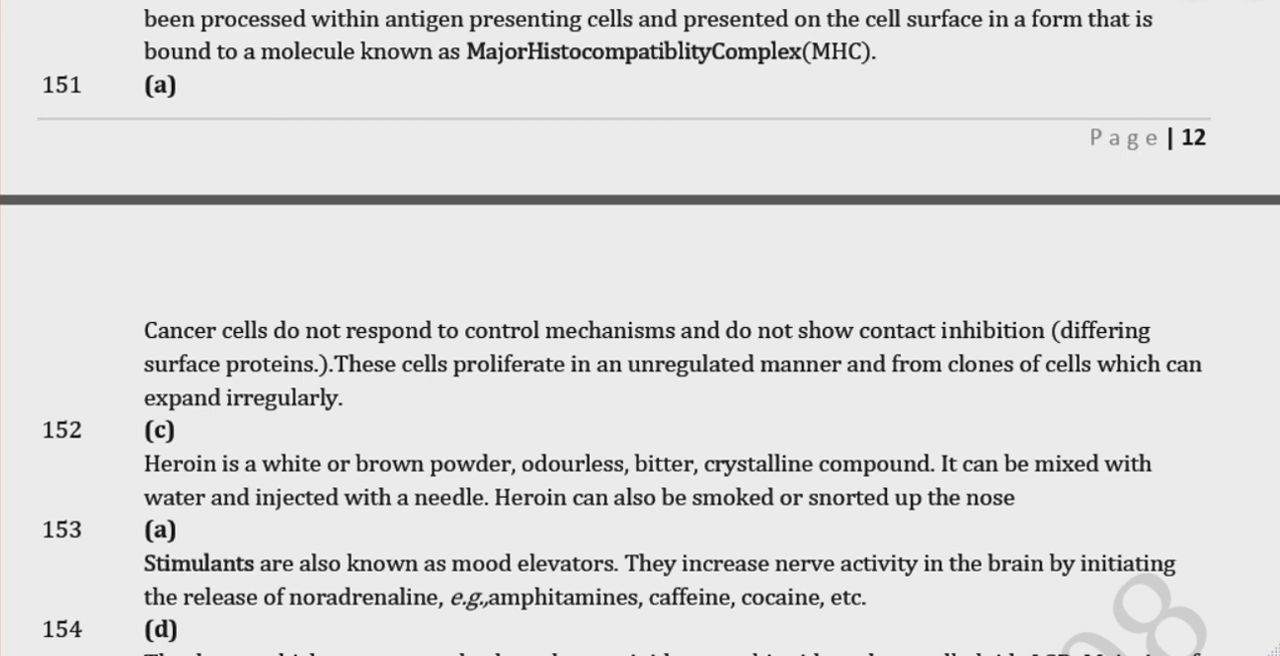 been processed within antigen presenting cells and presented on the cell surface in a form that is
bound to a molecule known as MajorHistocompatiblityComplex(MHC).
151 (a)
Page | 12
Cancer cells do not respond to control mechanisms and do not show contact inhibition (differing
surface proteins.).These cells proliferate in an unregulated manner and from clones of cells which can
expand irregularly.
152 (c)
Heroin is a white or brown powder, odourless, bitter, crystalline compound. It can be mixed with
water and injected with a needle. Heroin can also be smoked or snorted up the nose
153 (a)
Stimulants are also known as mood elevators. They increase nerve activity in the brain by initiating
the release of noradrenaline, e.g.,amphitamines, caffeine, cocaine, etc.
154 (d)